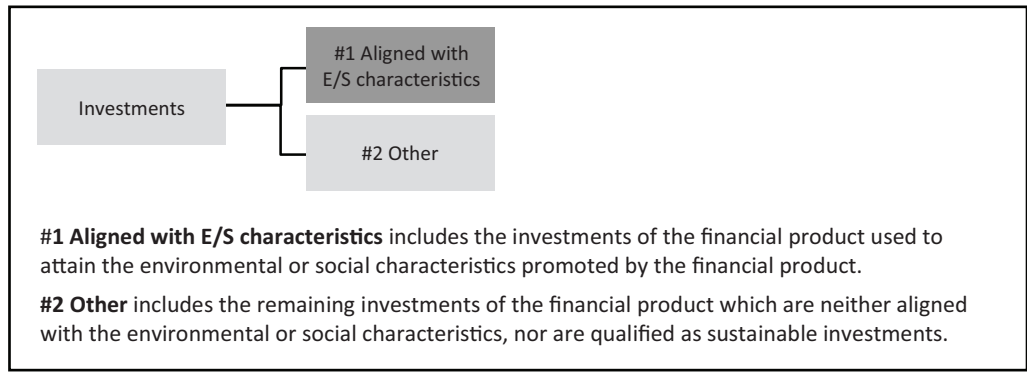 #1 Aligned with
E/S characteristics
Investments
#2 Other
#1 Aligned with E/S characteristics includes the investments of the financial product used to
attain the environmental or social characteristics promoted by the financial product.
#2 Other includes the remaining investments of the financial product which are neither aligned
with the environmental or social characteristics, nor are qualified as sustainable investments.